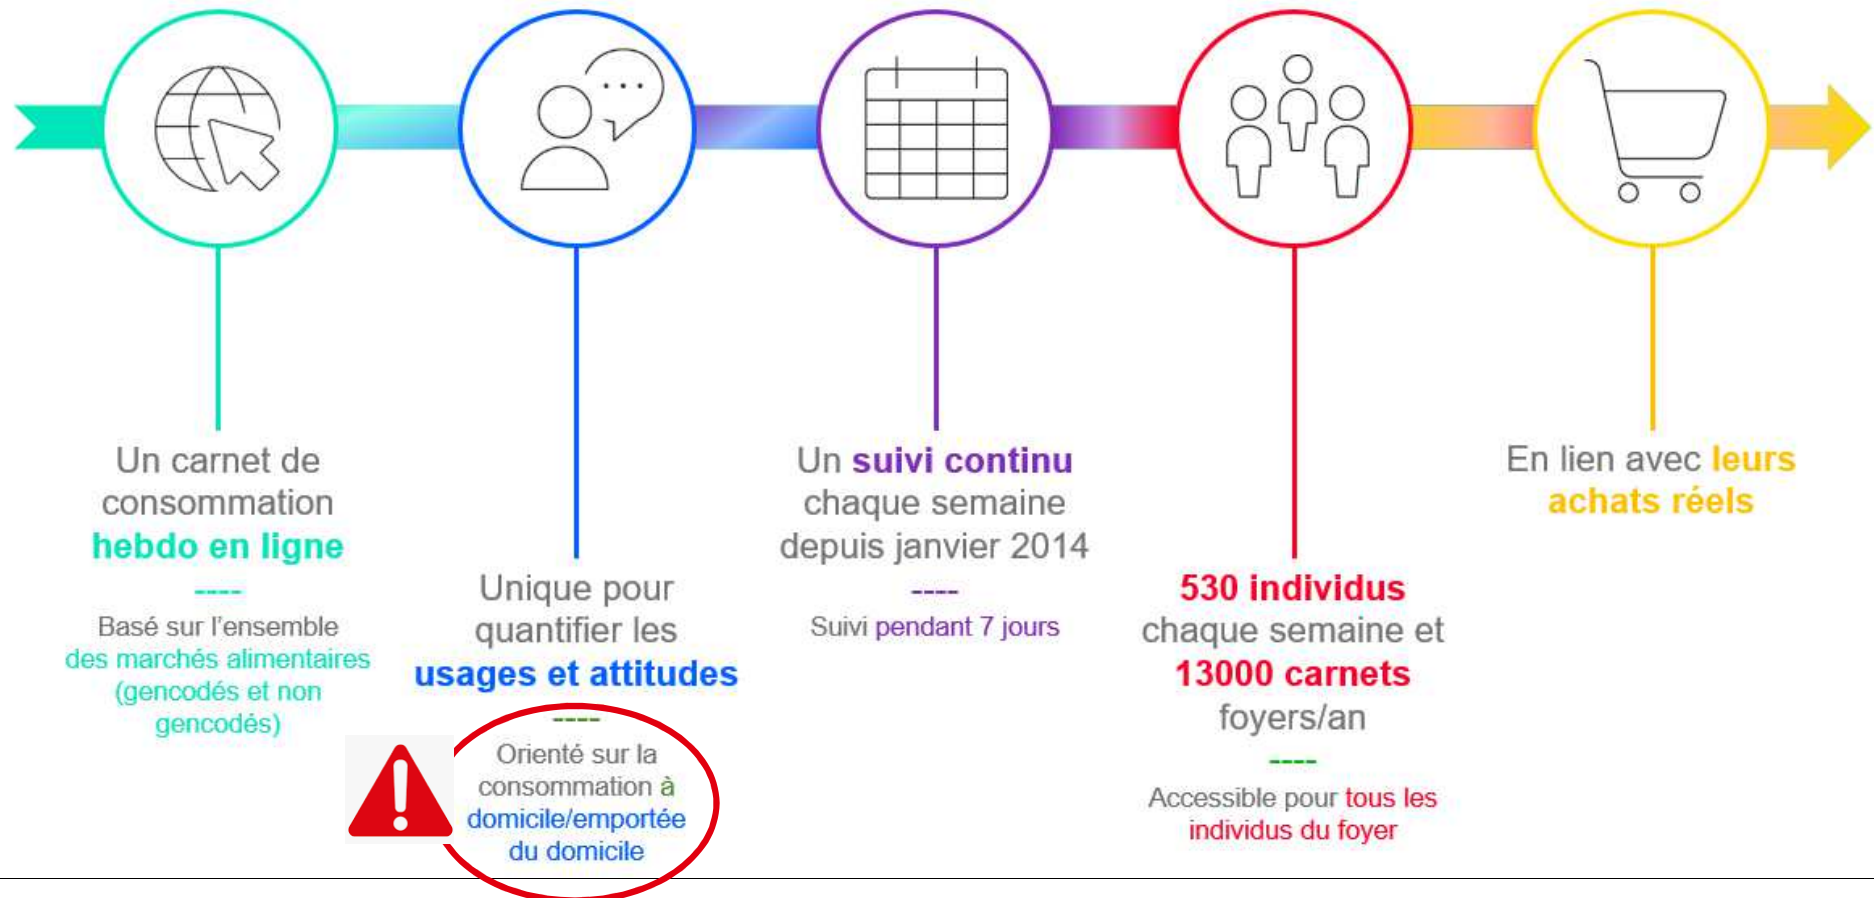 Un carnet de
consommation
hebdo en ligne
----
Basé sur l'ensemble
des marchés alimentaires
(gencodés et non
gencodés)
Unique pour
quantifier les
usages et attitudes
----
Orienté sur la
consommation à
domicile/emportée
du domicile
Un suivi continu
chaque semaine
depuis janvier 2014
----
Suivi pendant 7 jours
530 individus
chaque semaine et
13000 carnets
foyers/an
----
Accessible pour tous les
individus du foyer
En lien avec leurs
achats réels